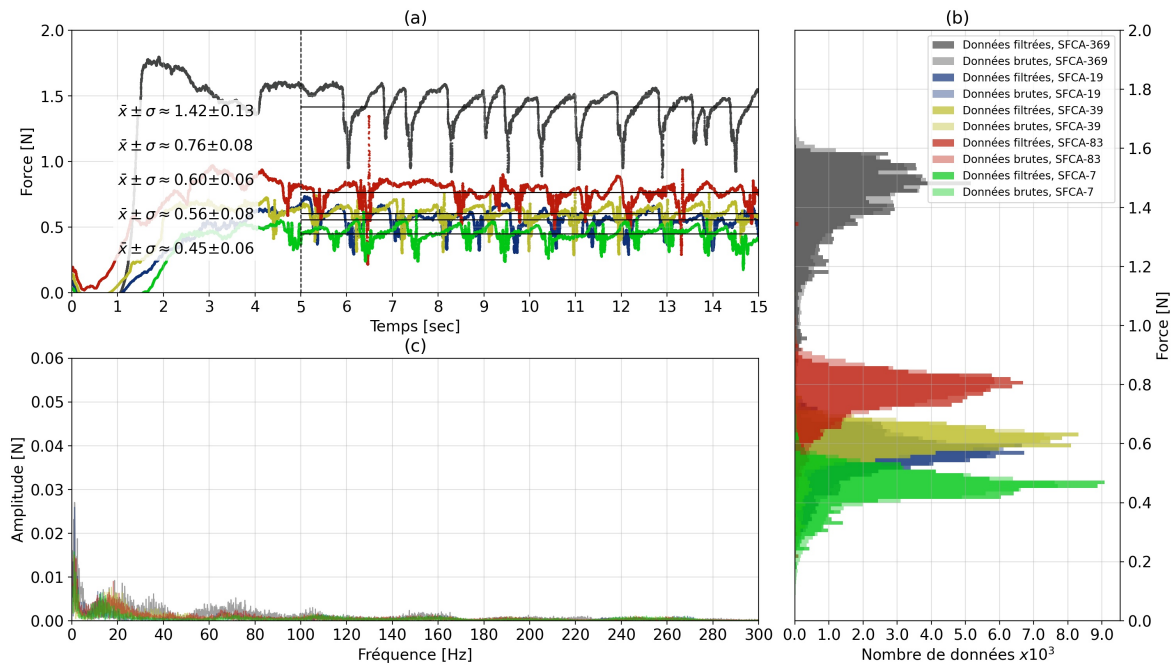 (a)
2.0
1.5
1.0
0.5
0.0
Force [N]
x̄ ± σ ≈ 1.42±0.13
x̄ ± σ ≈ 0.76±0.08
x̄ ± σ ≈ 0.60±0.06
x̄ ± σ ≈ 0.56±0.08
x̄ ± σ ≈ 0.45±0.06
0 1 2 3 4 5 6 7 8 9 10 11 12 13 14 15
Temps [sec]
(b)
Données filtrées, SFCA-369
Données brutes, SFCA-369
Données filtrées, SFCA-19
Données brutes, SFCA-19
Données filtrées, SFCA-39
Données brutes, SFCA-39
Données filtrées, SFCA-83
Données brutes, SFCA-83
Données filtrées, SFCA-7
Données brutes, SFCA-7
2.0
1.8
1.6
1.4
1.2
1.0
0.8
0.6
0.4
0.2
0.0
Force [N]
0.0 1.0 2.0 3.0 4.0 5.0 6.0 7.0 8.0 9.0
Nombre de données x10³
(c)
0.06
0.05
0.04
0.03
0.02
0.01
0.00
Amplitude [N]
0 20 40 60 80 100 120 140 160 180 200 220 240 260 280 300
Fréquence [Hz]